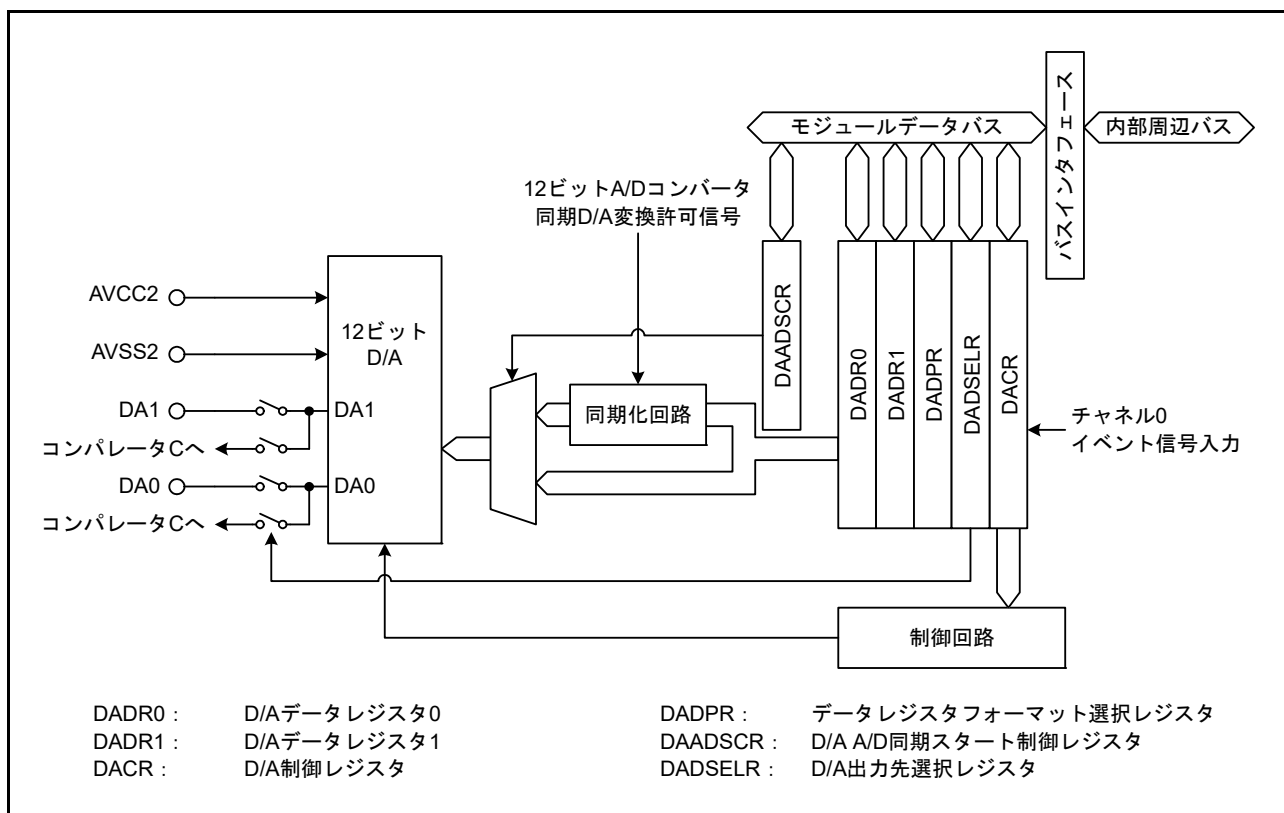 モジュールデータバス
バスインタフェース
内部周辺バス
12ビットA/Dコンバータ
同期D/A変換許可信号
AVCC2
AVSS2
DA1
コンパレータCへ
DA0
コンパレータCへ
12ビット
D/A
DA1
DA0
同期化回路
DAADSCR
DADR0
DADR1
DADPR
DADSELR
DACR
チャネル0
イベント信号入力
制御回路
DADR0： D/Aデータレジスタ0
DADR1： D/Aデータレジスタ1
DACR： D/A制御レジスタ
DADPR： データレジスタフォーマット選択レジスタ
DAADSCR： D/A A/D同期スタート制御レジスタ
DADSELR： D/A出力先選択レジスタ